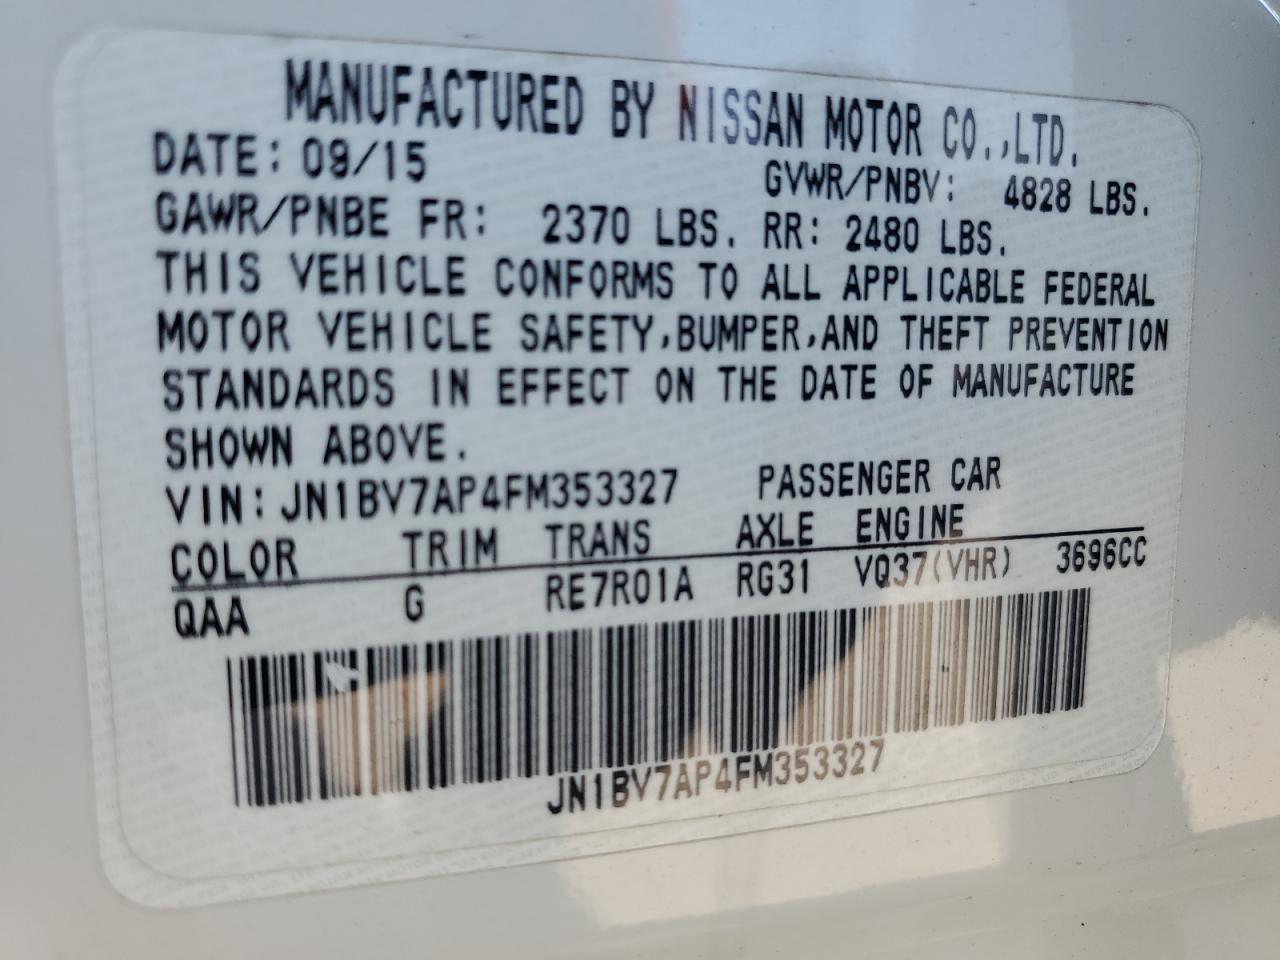 MANUFACTURED BY NISSAN MOTOR CO.,LTD.
DATE: 09/15 GVWR/PNBV: 4828 LBS.
GAWR/PNBE FR: 2370 LBS. RR: 2480 LBS.
THIS VEHICLE CONFORMS TO ALL APPLICABLE FEDERAL
MOTOR VEHICLE SAFETY,BUMPER,AND THEFT PREVENTION
STANDARDS IN EFFECT ON THE DATE OF MANUFACTURE
SHOWN ABOVE.
VIN: JN1BV7AP4FM353327 PASSENGER CAR
COLOR TRIM TRANS AXLE ENGINE
QAA G RE7R01A RG31 VQ37(VHR) 3696CC
JN1BV7AP4FM353327